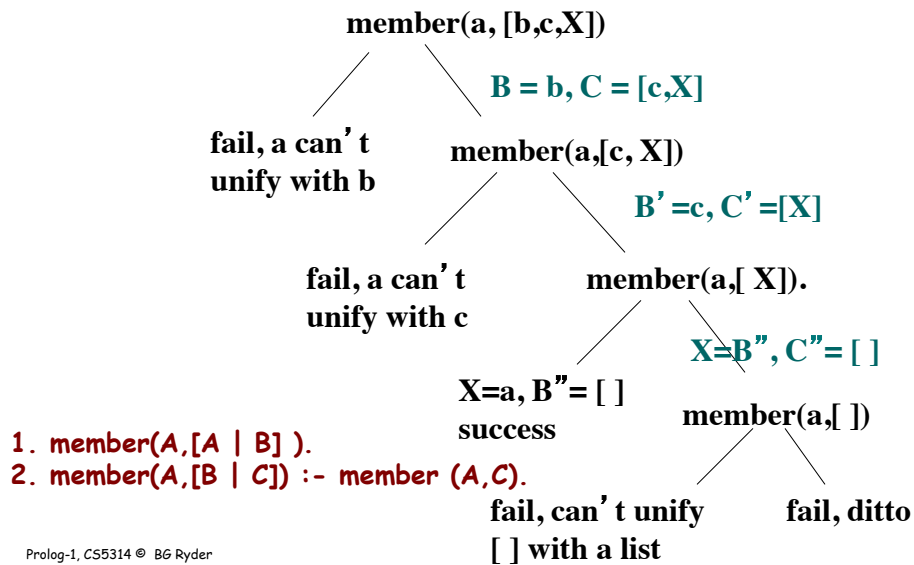 member(a, [b,c,X])
B = b, C = [c,X]
fail, a can’ t
unify with b
member(a,[c, X])
B’ =c, C’ =[X]
fail, a can’ t
unify with c
member(a,[ X]).
X=B”, C”= [ ]
X=a, B”= [ ]
success
member(a,[ ])
1. member(A,[A | B] ).
2. member(A,[B | C]) :- member (A,C).
fail, can’ t unify
[ ] with a list
fail, ditto
Prolog-1, CS5314 © BG Ryder